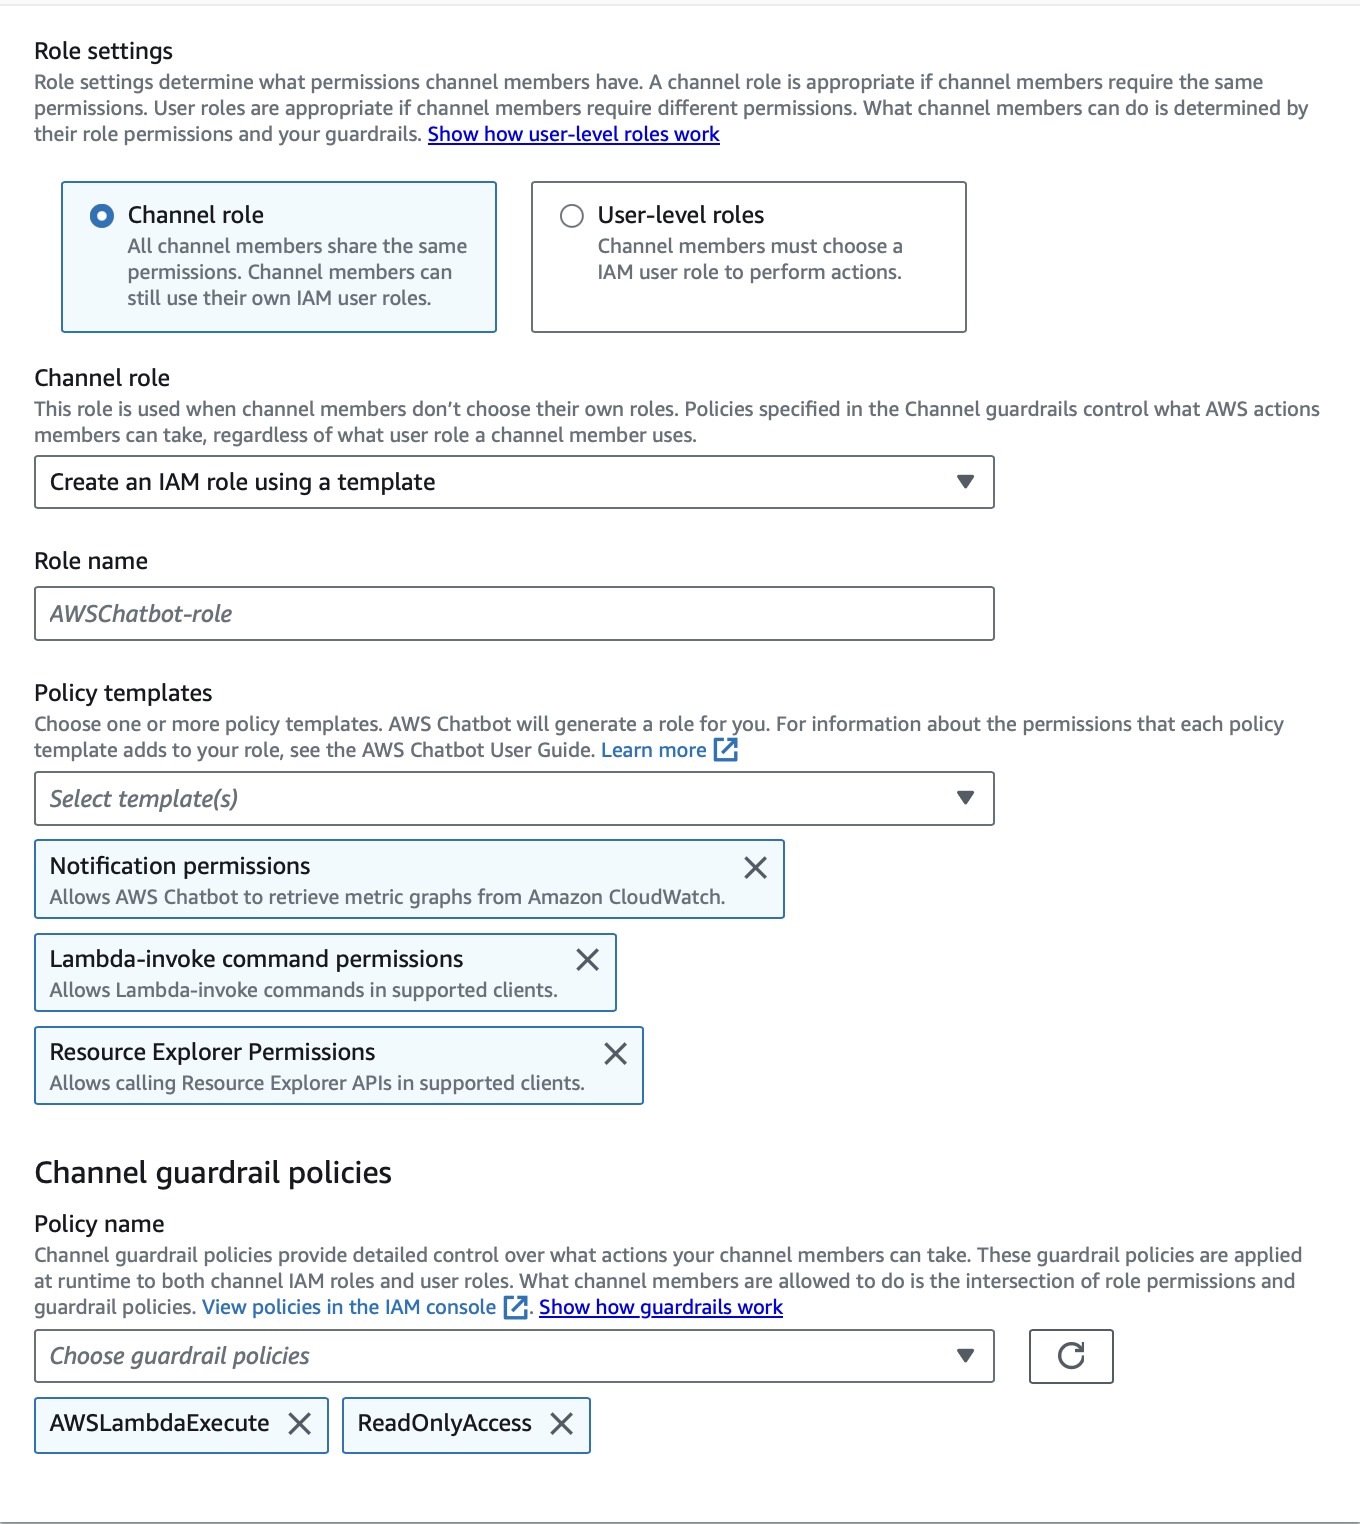 Role settings
Role settings determine what permissions channel members have. A channel role is appropriate if channel members require the same
permissions. User roles are appropriate if channel members require different permissions. What channel members can do is determined by
their role permissions and your guardrails. Show how user-level roles work
Channel role
All channel members share the same
permissions. Channel members can
still use their own IAM user roles.
User-level roles
Channel members must choose a
IAM user role to perform actions.
Channel role
This role is used when channel members don’t choose their own roles. Policies specified in the Channel guardrails control what AWS actions
members can take, regardless of what user role a channel member uses.
Create an IAM role using a template
Role name
AWSChatbot-role
Policy templates
Choose one or more policy templates. AWS Chatbot will generate a role for you. For information about the permissions that each policy
template adds to your role, see the AWS Chatbot User Guide. Learn more
Select template(s)
Notification permissions
Allows AWS Chatbot to retrieve metric graphs from Amazon CloudWatch.
Lambda-invoke command permissions
Allows Lambda-invoke commands in supported clients.
Resource Explorer Permissions
Allows calling Resource Explorer APIs in supported clients.
Channel guardrail policies
Policy name
Channel guardrail policies provide detailed control over what actions your channel members can take. These guardrail policies are applied
at runtime to both channel IAM roles and user roles. What channel members are allowed to do is the intersection of role permissions and
guardrail policies. View policies in the IAM console . Show how guardrails work
Choose guardrail policies
AWSLambdaExecute
ReadOnlyAccess